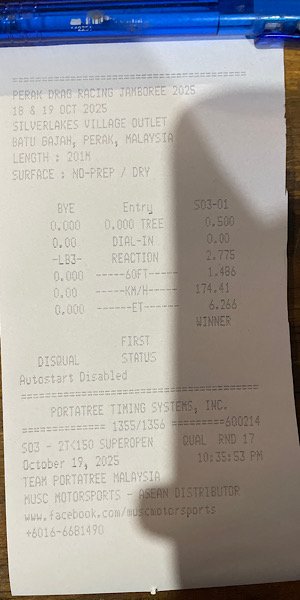 ==========================================
PERAK DRAG RACING JAMBOREE 2025
18 & 19 OCT 2025
SILVERLAKES VILLAGE OUTLET
BATU GAJAH, PERAK, MALAYSIA
LENGTH : 201M
SURFACE : NO-PREP / DRY
BYE Entry S03-01
0.000 0.000 TREE 0.500
0.00 DIAL-IN 0.00
-LB3- REACTION 2.775
0.000 ------60FT------ 1.486
0.00 ------KM/H------ 174.41
0.000 -------ET------- 6.266
WINNER
FIRST
DISQUAL STATUS
Autostart Disabled
==========================================
PORTATREE TIMING SYSTEMS, INC.
============== 1355/1356 =========680214
S03 - 2T<150 SUPEROPEN QUAL RND 17
October 19, 2025 10:35:53 PM
TEAM PORTATREE MALAYSIA
MUSC MOTORSPORTS - ASEAN DISTRIBUTOR
www.facebook.com/muscmotorsports
+6016-6681490